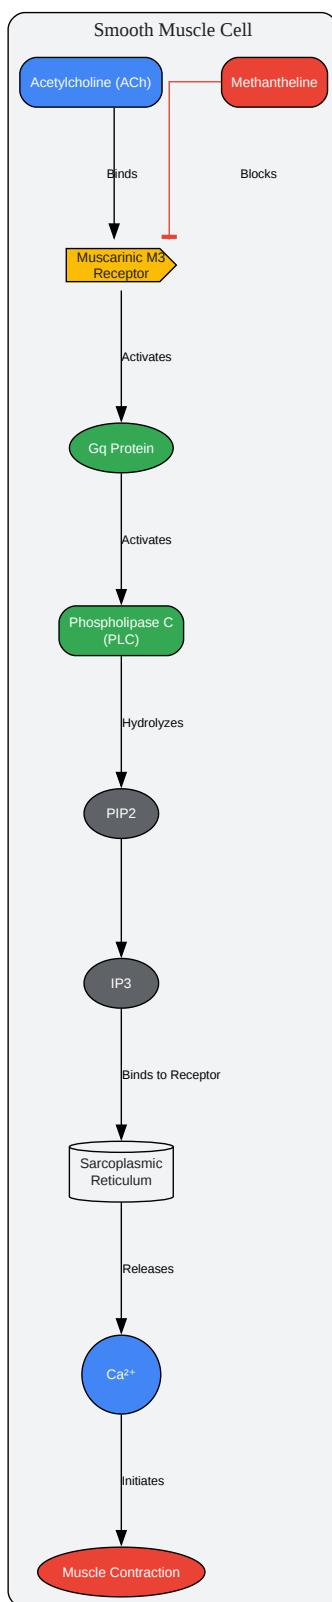 Smooth Muscle Cell
Acetylcholine (ACh)
Methantheline
Binds
Blocks
Muscarinic M3
Receptor
Activates
Gq Protein
Activates
Phospholipase C
(PLC)
Hydrolyzes
PIP2
IP3
Binds to Receptor
Sarcoplasmic
Reticulum
Releases
Ca²⁺
Initiates
Muscle Contraction